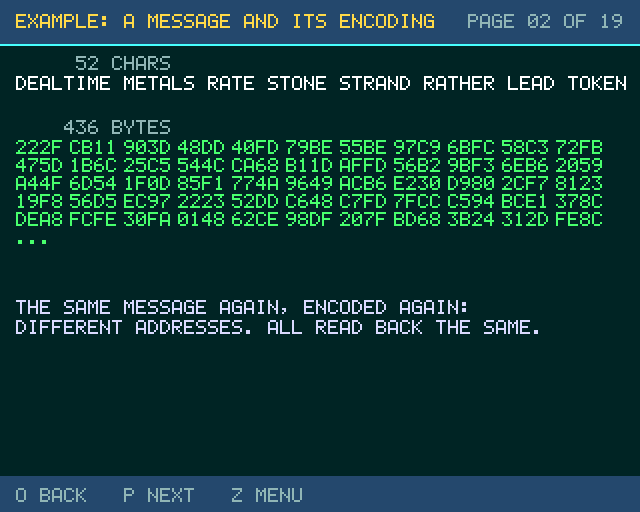 EXAMPLE: A MESSAGE AND ITS ENCODING PAGE 02 OF 19
52 CHARS
DEALTIME METALS RATE STONE STRAND RATHER LEAD TOKEN
436 BYTES
222F CB11 903D 48DD 40FD 79BE 55BE 97C9 6BFC 58C3 72FB
475D 1B6C 25C5 544C CA68 B11D AFFD 56B2 9BF3 6EB6 2059
A44F 6D54 1F0D 85F1 774A 9649 ACB6 E230 D980 2CF7 8123
19F8 56D5 EC97 2223 52DD C648 C7FD 7FCC C594 BCE1 378C
DEA8 FCFE 30FA 0148 62CE 98DF 207F BD68 3B24 312D FE8C
...
THE SAME MESSAGE AGAIN, ENCODED AGAIN:
DIFFERENT ADDRESSES. ALL READ BACK THE SAME.
O BACK P NEXT Z MENU